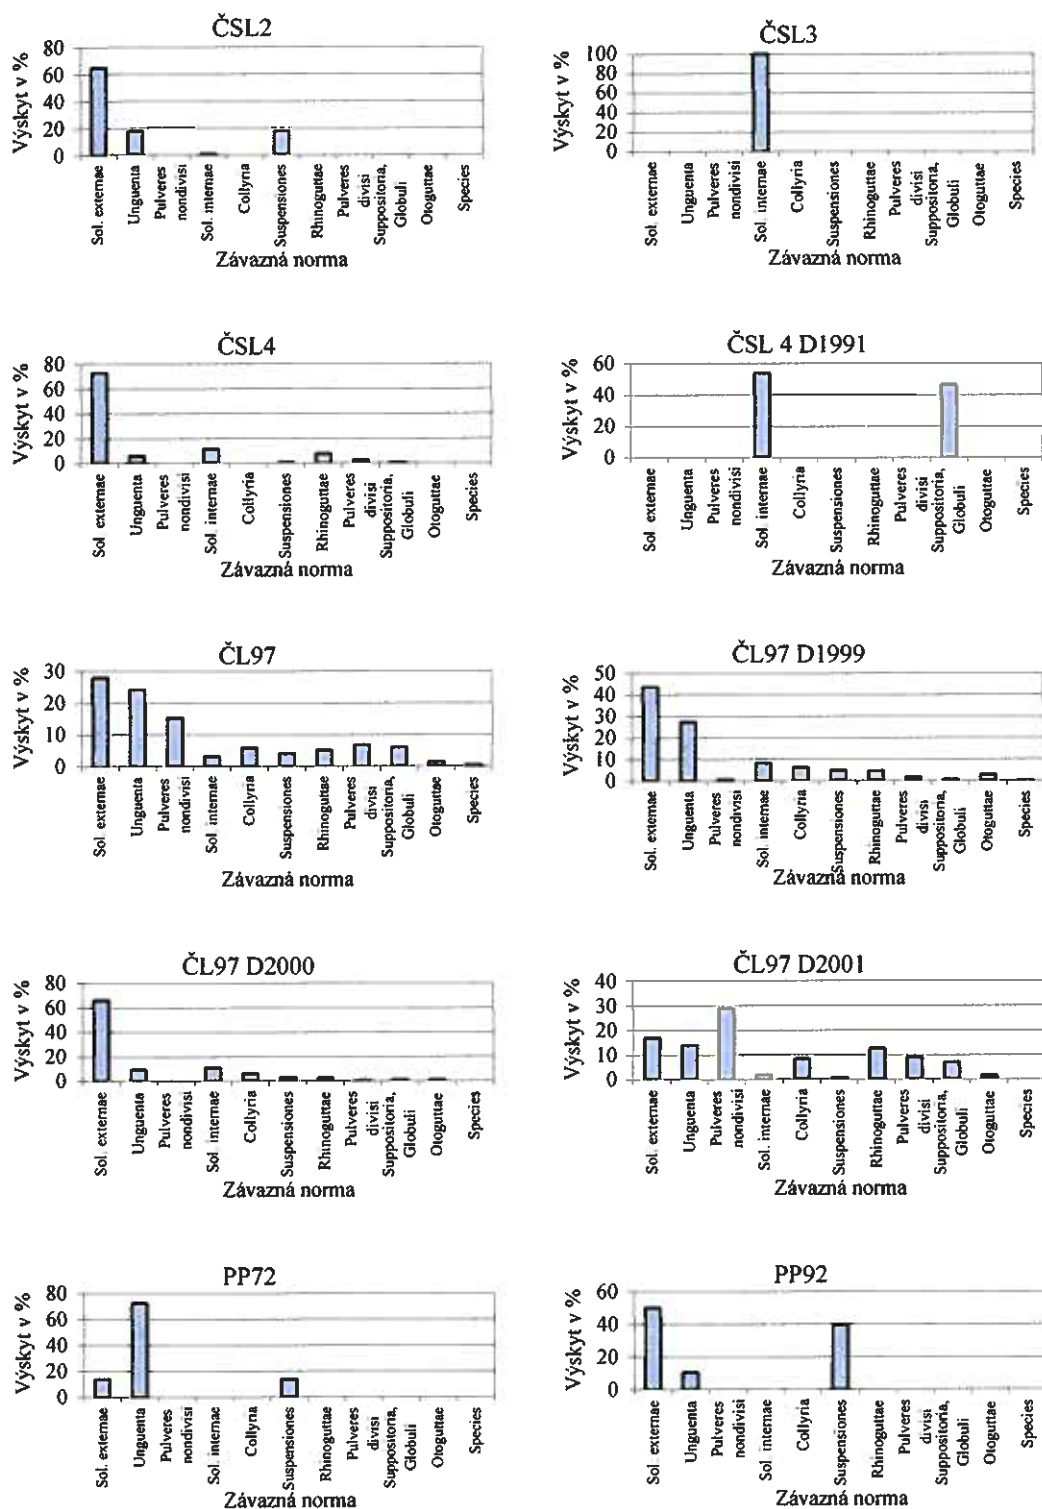 ČSL2
Výskyt v %
80
60
40
20
0
Sol. externae
Unguenta
Pulveres
nondivisi
Sol. internae
Collyria
Suspensiones
Rhinoguttae
Pulveres
divisi
Suppositoria,
Globuli
Otoguttae
Species
Závazná norma
ČSL3
Výskyt v %
100
80
60
40
20
0
Sol. externae
Unguenta
Pulveres
nondivisi
Sol. internae
Collyria
Suspensiones
Rhinoguttae
Pulveres
divisi
Suppositoria,
Globuli
Otoguttae
Species
Závazná norma
ČSL4
Výskyt v %
80
60
40
20
0
Sol. externae
Unguenta
Pulveres
nondivisi
Sol. internae
Collyria
Suspensiones
Rhinoguttae
Pulveres
divisi
Suppositoria,
Globuli
Otoguttae
Species
Závazná norma
ČSL 4 D1991
Výskyt v %
60
40
20
0
Sol. externae
Unguenta
Pulveres
nondivisi
Sol. internae
Collyria
Suspensiones
Rhinoguttae
Pulveres
divisi
Suppositoria,
Globuli
Otoguttae
Species
Závazná norma
ČL97
Výskyt v %
30
20
10
0
Sol. externae
Unguenta
Pulveres
nondivisi
Sol. internae
Collyria
Suspensiones
Rhinoguttae
Pulveres
divisi
Suppositoria,
Globuli
Otoguttae
Species
Závazná norma
ČL97 D1999
Výskyt v %
50
40
30
20
10
0
Sol. externae
Unguenta
Pulveres
nondivisi
Sol. internae
Collyria
Suspensiones
Rhinoguttae
Pulveres
divisi
Suppositoria,
Globuli
Otoguttae
Species
Závazná norma
ČL97 D2000
Výskyt v %
80
60
40
20
0
Sol. externae
Unguenta
Pulveres
nondivisi
Sol. internae
Collyria
Suspensiones
Rhinoguttae
Pulveres
divisi
Suppositoria,
Globuli
Otoguttae
Species
Závazná norma
ČL97 D2001
Výskyt v %
40
30
20
10
0
Sol. externae
Unguenta
Pulveres
nondivisi
Sol. internae
Collyria
Suspensiones
Rhinoguttae
Pulveres
divisi
Suppositoria,
Globuli
Otoguttae
Species
Závazná norma
PP72
Výskyt v %
80
60
40
20
0
Sol. externae
Unguenta
Pulveres
nondivisi
Sol. internae
Collyria
Suspensiones
Rhinoguttae
Pulveres
divisi
Suppositoria,
Globuli
Otoguttae
Species
Závazná norma
PP92
Výskyt v %
60
40
20
0
Sol. externae
Unguenta
Pulveres
nondivisi
Sol. internae
Collyria
Suspensiones
Rhinoguttae
Pulveres
divisi
Suppositoria,
Globuli
Otoguttae
Species
Závazná norma